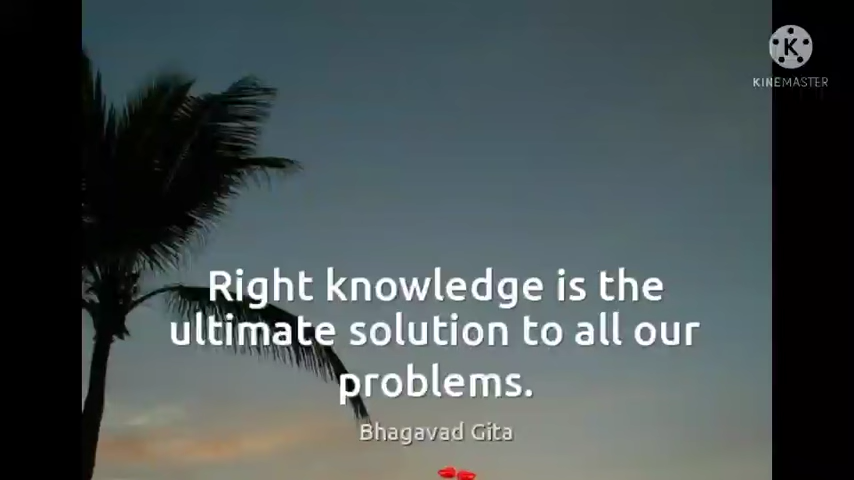 KINEMASTER
Right knowledge is the
ultimate solution to all our
problems.
Bhagavad Gita